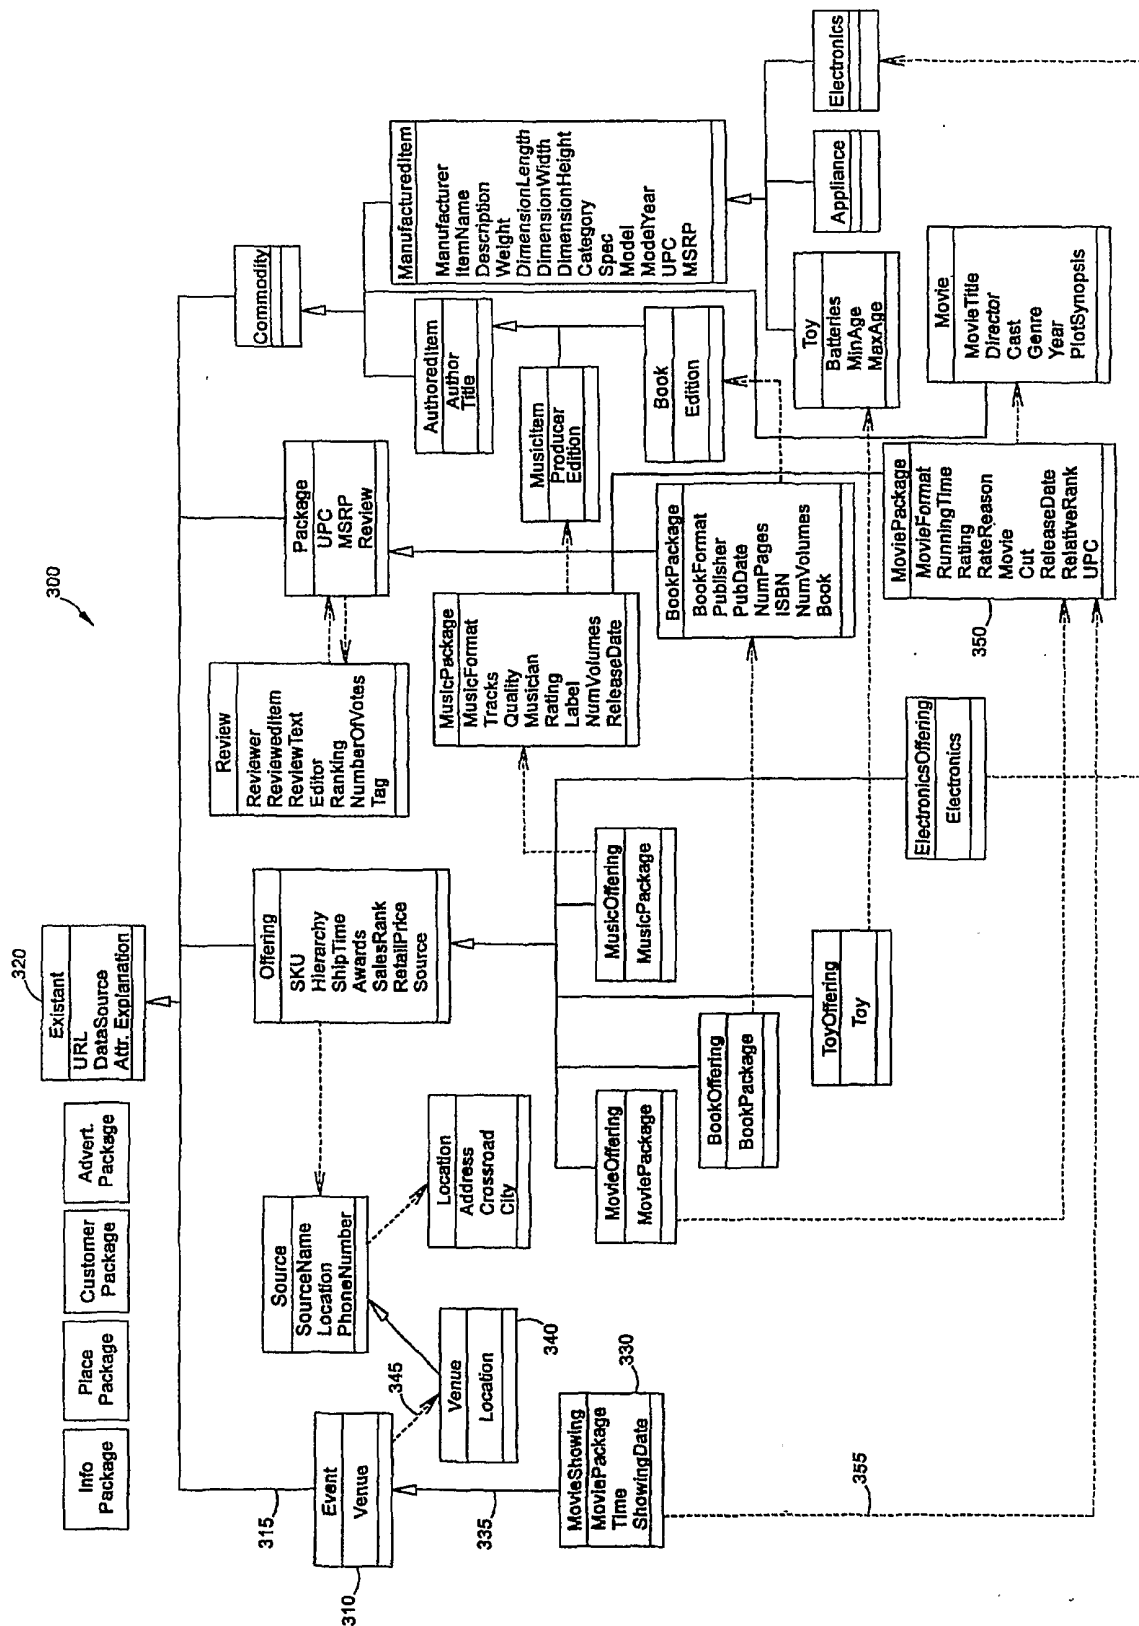 300
Info
Package
Place
Package
Customer
Package
Advert.
Package
320
Existant
URL
DataSource
Attr. Explanation
315
310
Event
Venue
345
Venue
Location
340
335
MovieShowing
MoviePackage
Time
ShowingDate
330
355
Source
SourceName
Location
PhoneNumber
Location
Address
Crossroad
City
Offering
SKU
Hierarchy
ShipTime
Awards
SalesRank
RetailPrice
Source
MovieOffering
MoviePackage
BookOffering
BookPackage
ToyOffering
Toy
MusicOffering
MusicPackage
ElectronicsOffering
Electronics
Review
Reviewer
ReviewedItem
ReviewText
Editor
Ranking
NumberOfVotes
Tag
Package
UPC
MSRP
Review
MusicPackage
MusicFormat
Tracks
Quality
Musician
Rating
Label
NumVolumes
ReleaseDate
BookPackage
BookFormat
Publisher
PubDate
NumPages
ISBN
NumVolumes
Book
350
MoviePackage
MovieFormat
RunningTime
Rating
RateReason
Movie
Cut
ReleaseDate
RelativeRank
UPC
Commodity
AuthoredItem
Author
Title
MusicItem
Producer
Edition
Book
Edition
ManufacturedItem
Manufacturer
ItemName
Description
Weight
DimensionLength
DimensionWidth
DimensionHeight
Category
Spec
Model
ModelYear
UPC
MSRP
Toy
Batteries
MinAge
MaxAge
Appliance
Electronics
Movie
MovieTitle
Director
Cast
Genre
Year
PlotSynopsis